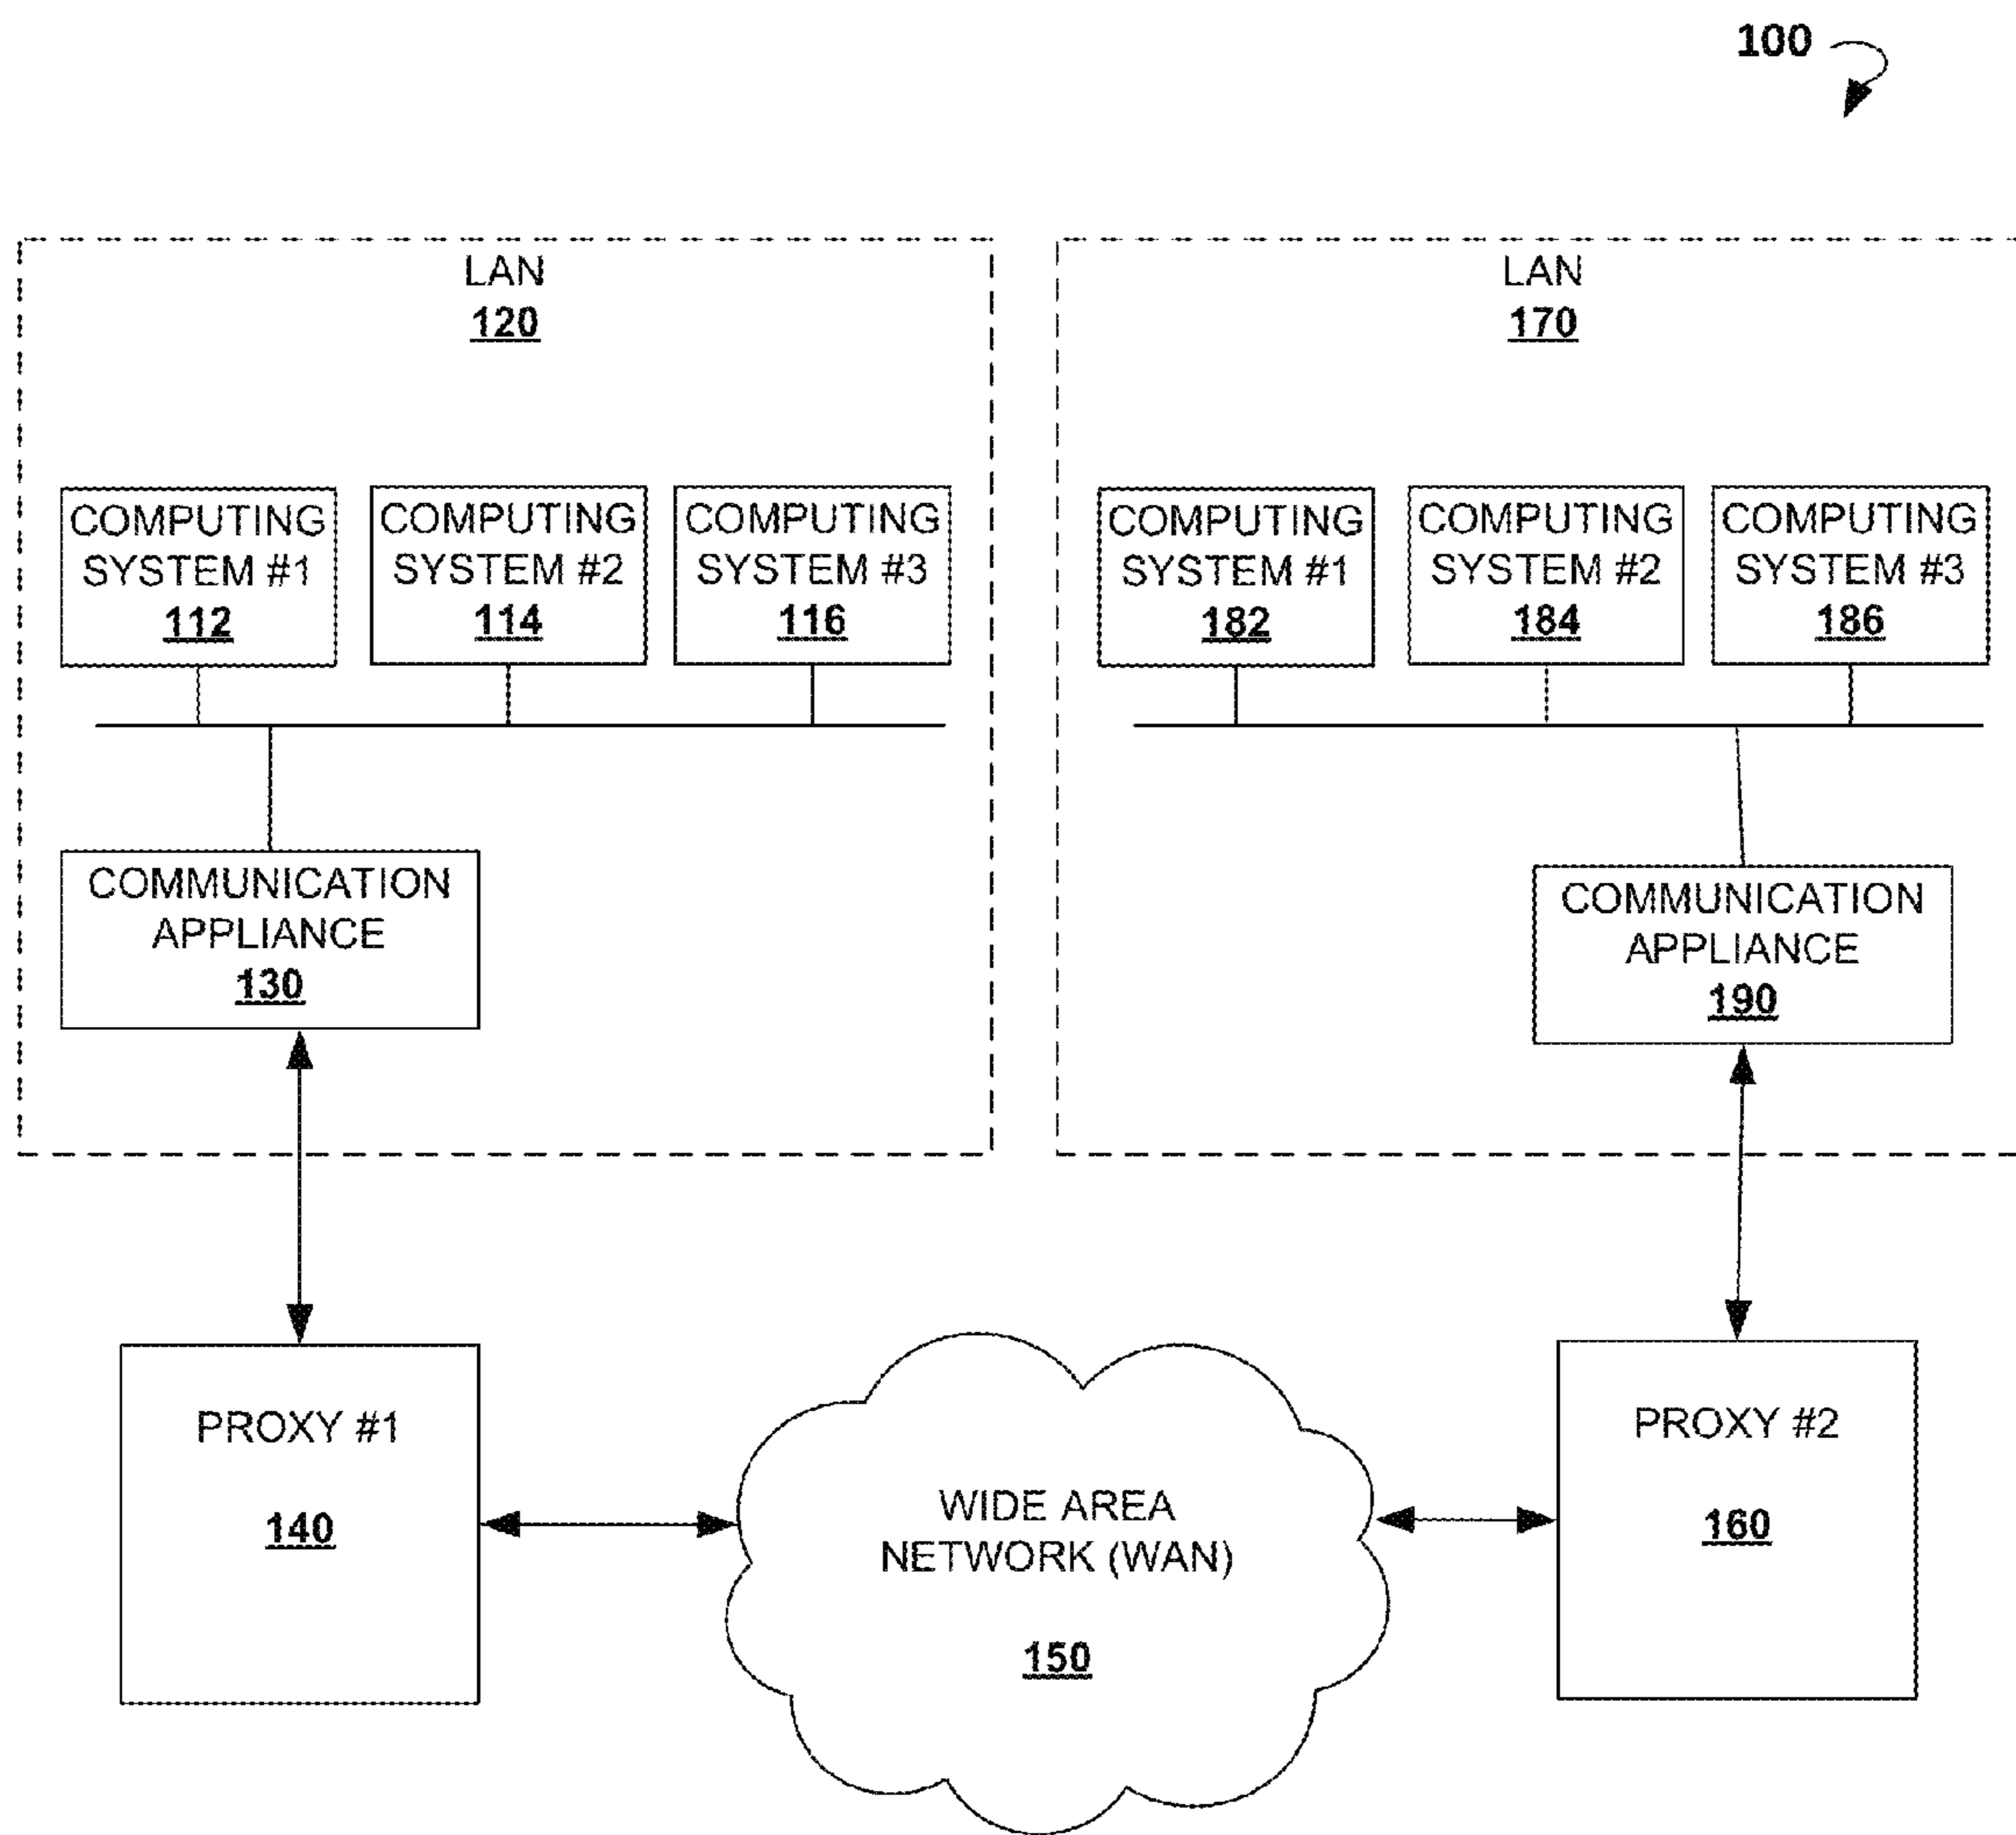 100
LAN
120
COMPUTING
SYSTEM #1
112
COMPUTING
SYSTEM #2
114
COMPUTING
SYSTEM #3
116
COMMUNICATION
APPLIANCE
130
LAN
170
COMPUTING
SYSTEM #1
182
COMPUTING
SYSTEM #2
184
COMPUTING
SYSTEM #3
186
COMMUNICATION
APPLIANCE
190
PROXY #1
140
WIDE AREA
NETWORK (WAN)
150
PROXY #2
160